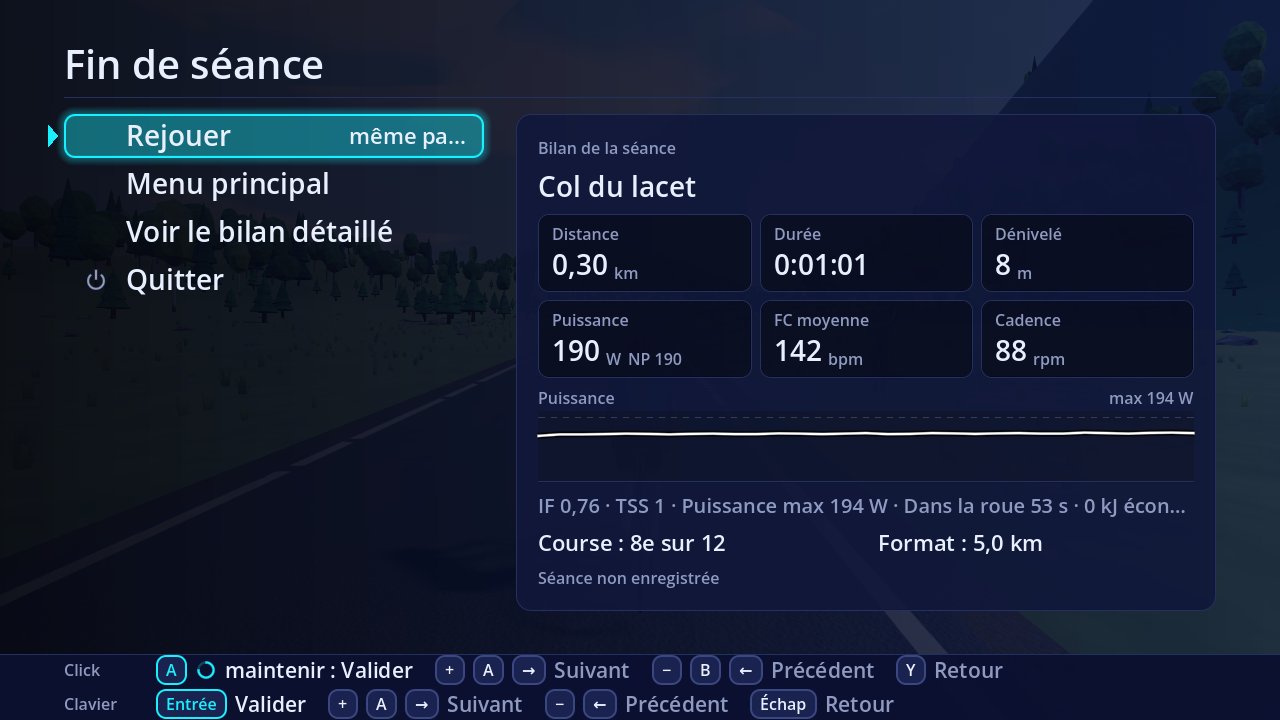 Fin de séance
Rejouer même pa...
Menu principal
Voir le bilan détaillé
Quitter
Bilan de la séance
Col du lacet
Distance Durée Dénivelé
0,30 km 0:01:01 8 m
Puissance FC moyenne Cadence
190 W NP 190 142 bpm 88 rpm
Puissance max 194 W
IF 0,76 · TSS 1 · Puissance max 194 W · Dans la roue 53 s · 0 kJ écon...
Course : 8e sur 12 Format : 5,0 km
Séance non enregistrée
Click A maintenir : Valider + A → Suivant − B ← Précédent Y Retour
Clavier Entrée Valider + A → Suivant − ← Précédent Échap Retour